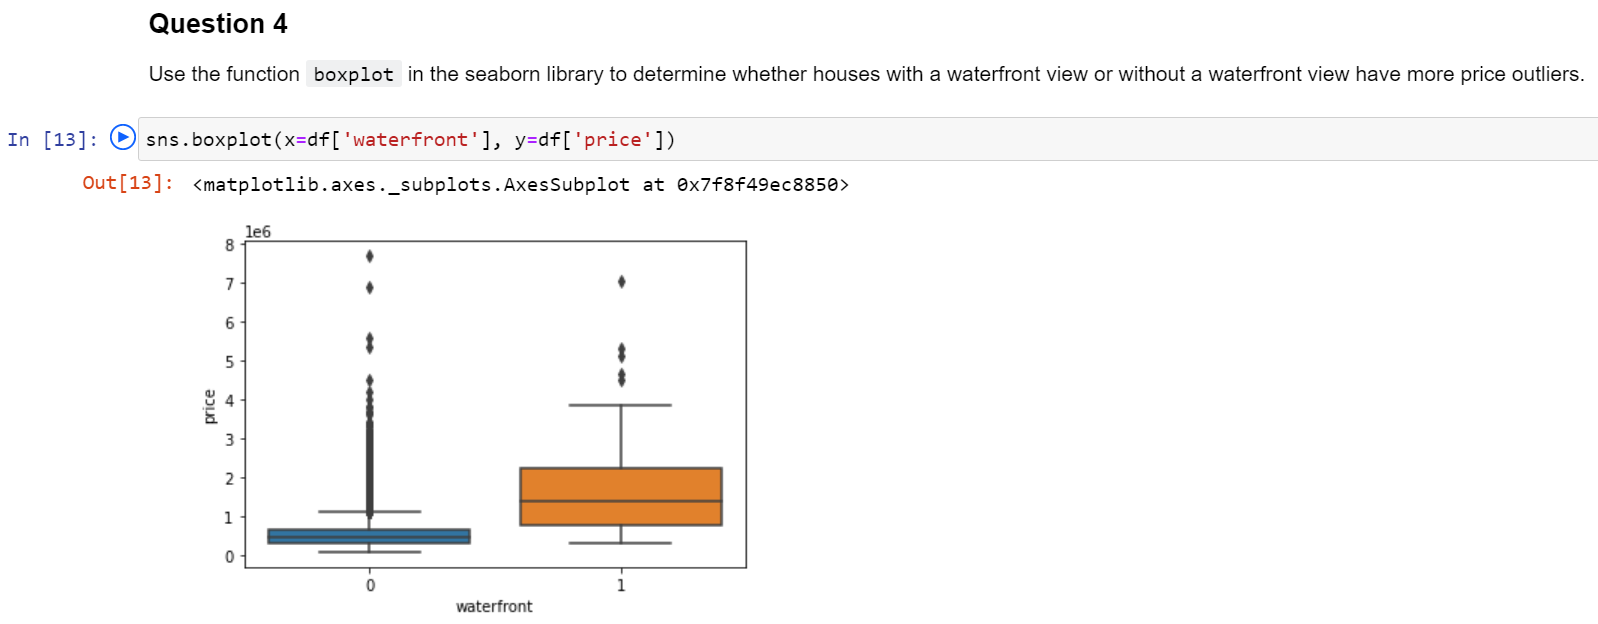 Question 4
Use the function boxplot in the seaborn library to determine whether houses with a waterfront view or without a waterfront view have more price outliers.
In [13]: sns.boxplot(x=df['waterfront'], y=df['price'])
Out[13]: <matplotlib.axes._subplots.AxesSubplot at 0x7f8f49ec8850>
1e6
8
7
6
5
4
3
2
1
0
price
0 1
waterfront